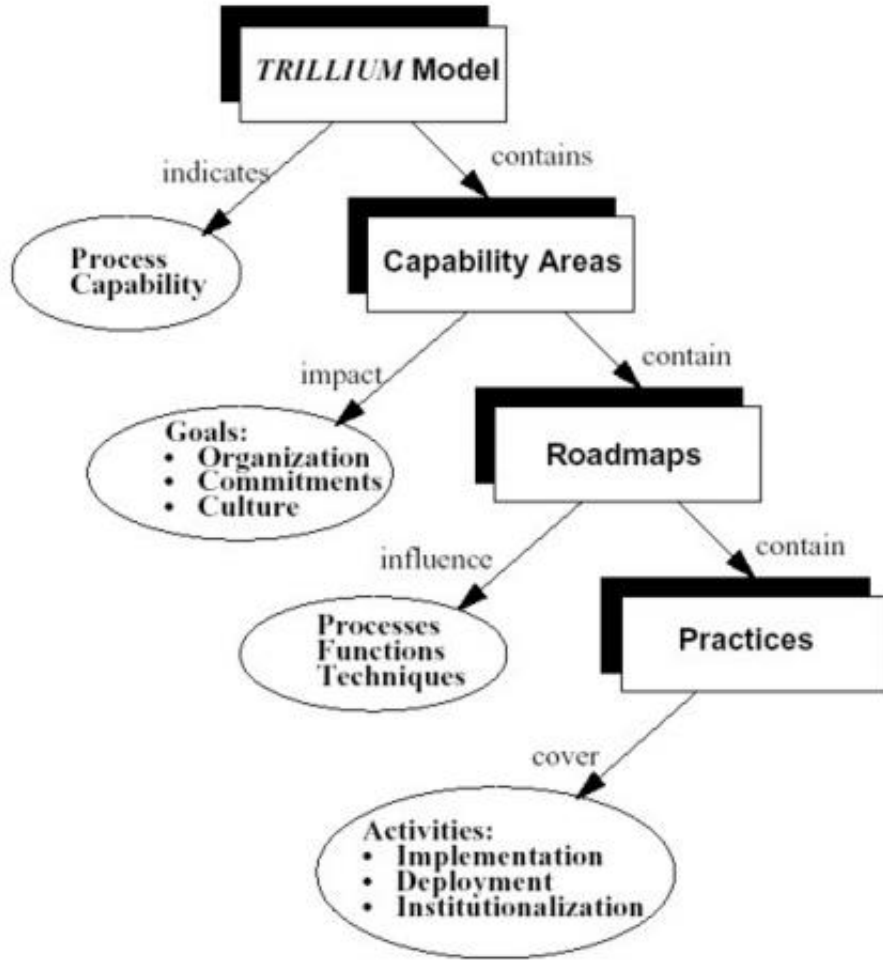 TRILLIUM Model
indicates
contains
Process
Capability
Capability Areas
impact
contain
Goals:
• Organization
• Commitments
• Culture
Roadmaps
influence
contain
Processes
Functions
Techniques
Practices
cover
Activities:
• Implementation
• Deployment
• Institutionalization